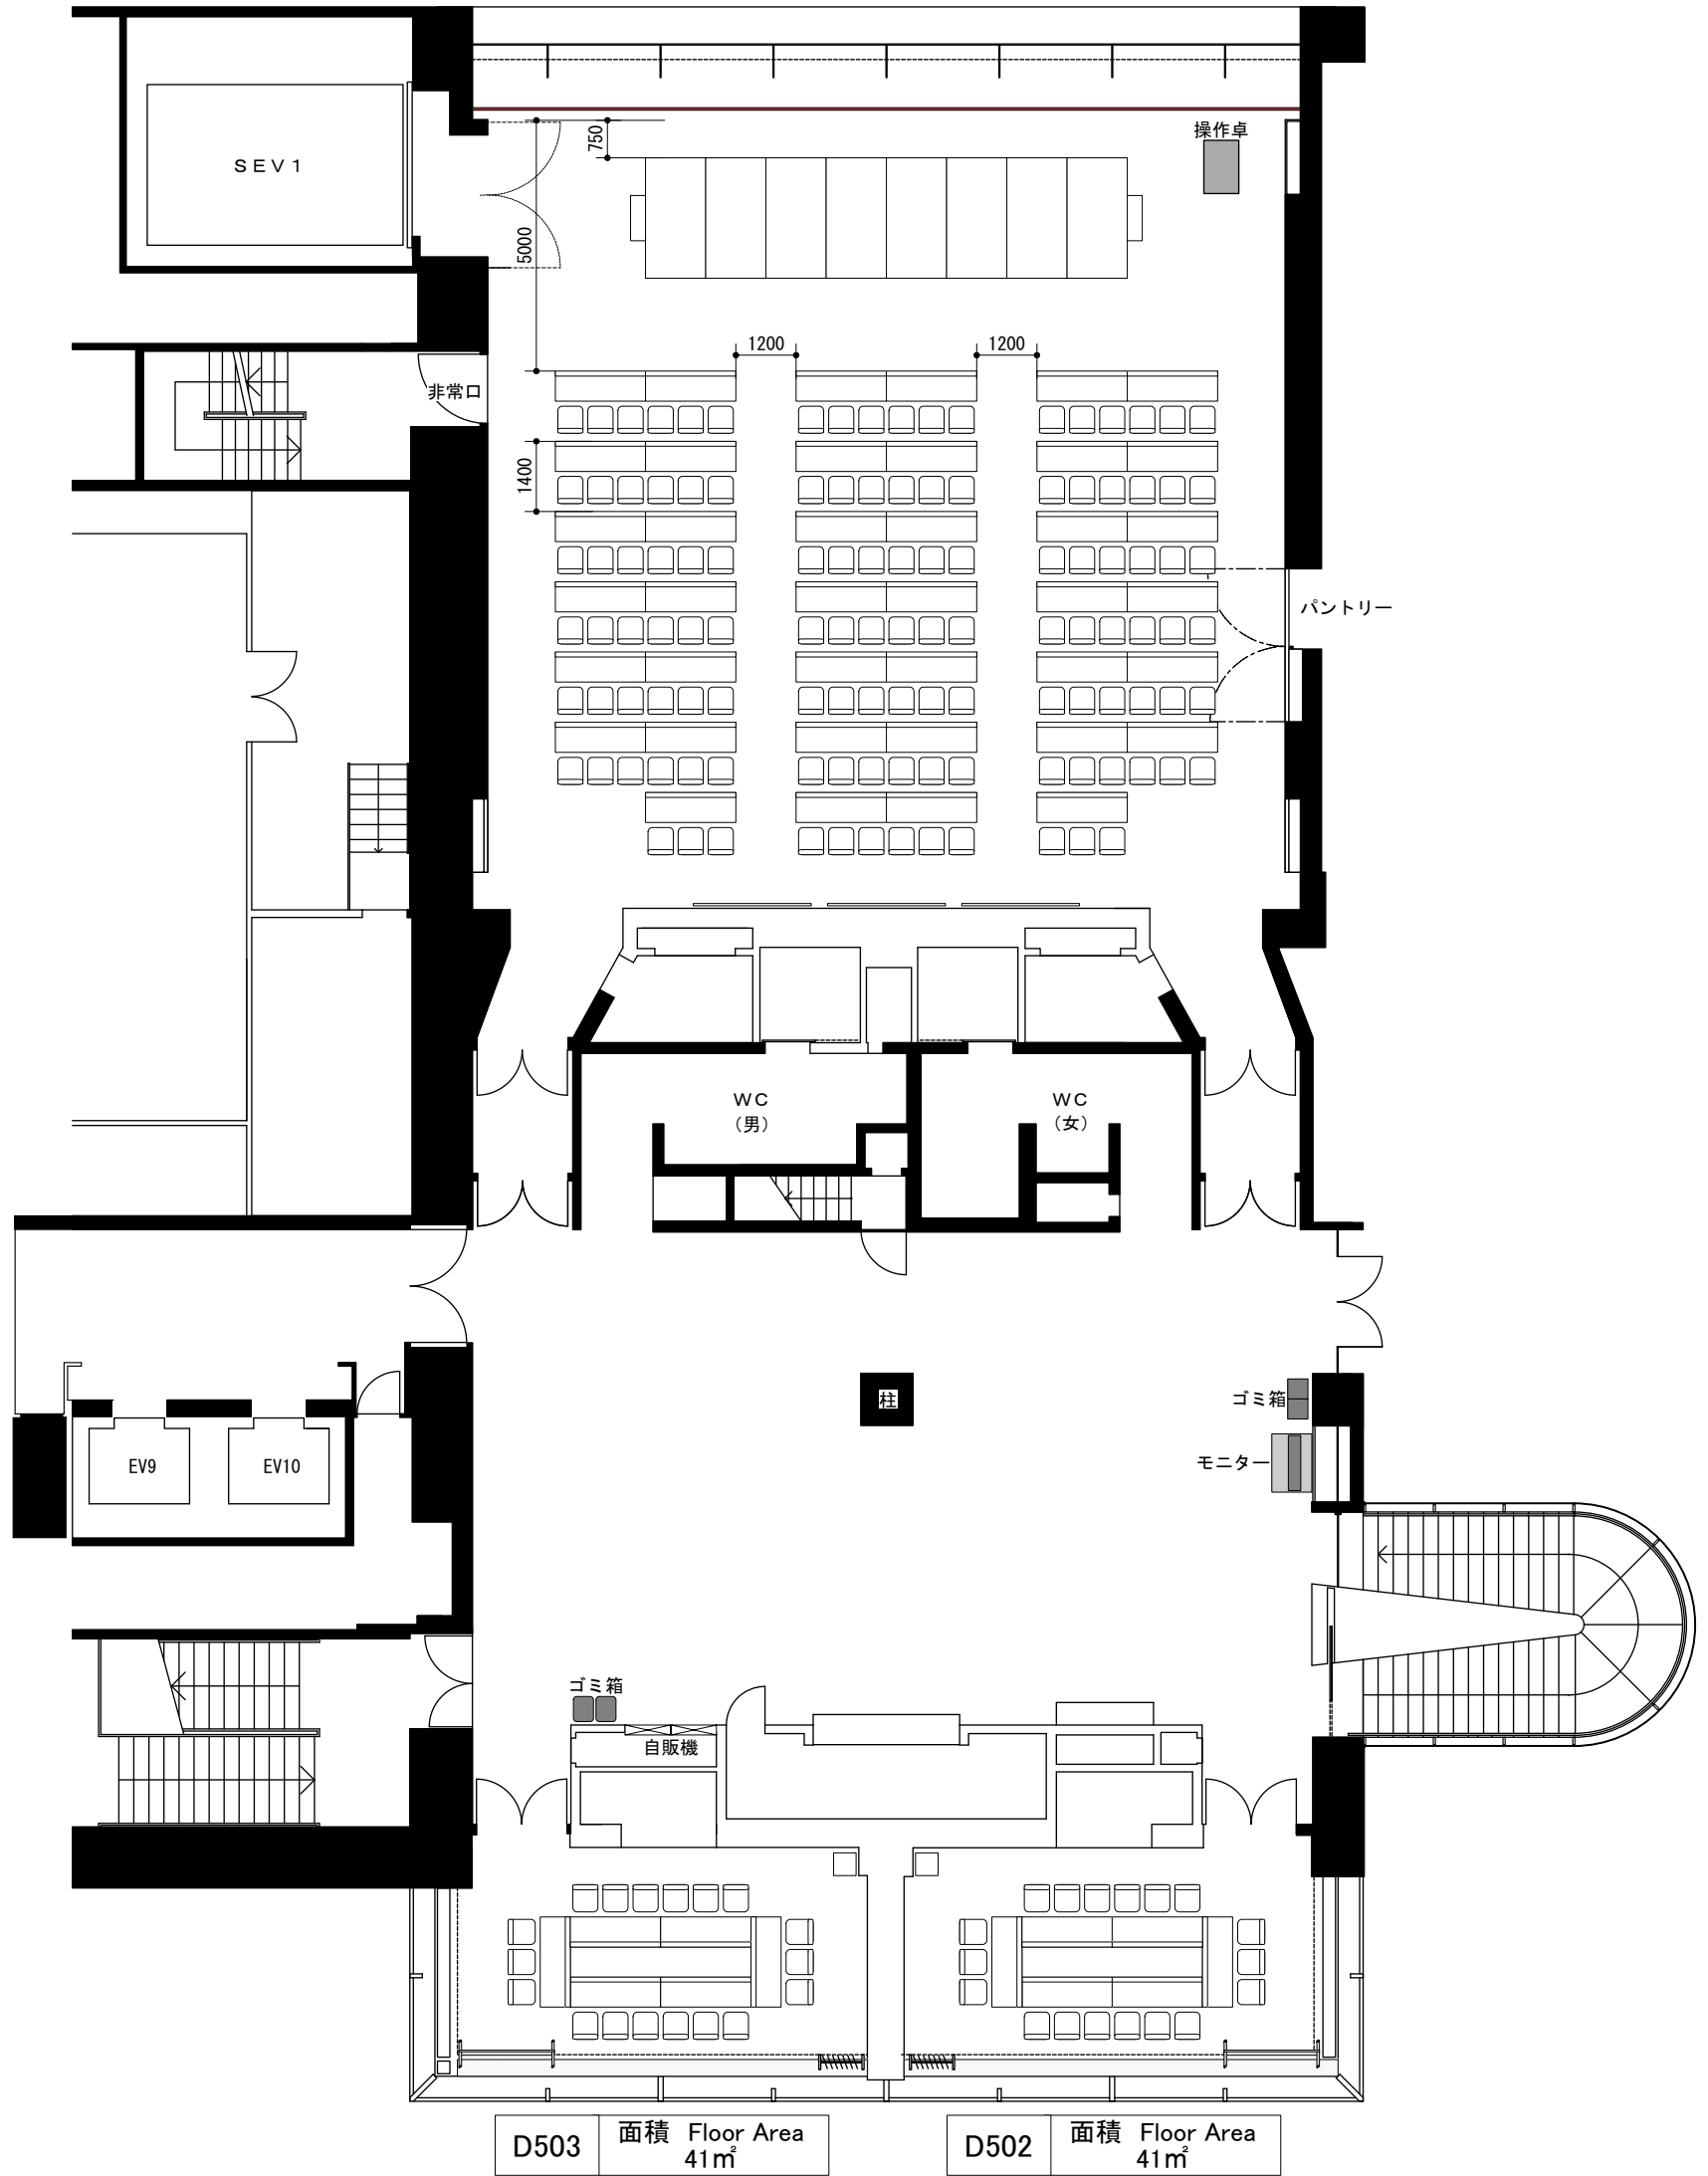 操作卓
750
ＳＥＶ１
5000
1200
1200
非常口
1400
パントリー
ＷＣ
（男）
ＷＣ
（女）
柱
ゴミ箱
モニター
EV9
EV10
ゴミ箱
自販機
D503
面積 Floor Area
41㎡
D502
面積 Floor Area
41㎡